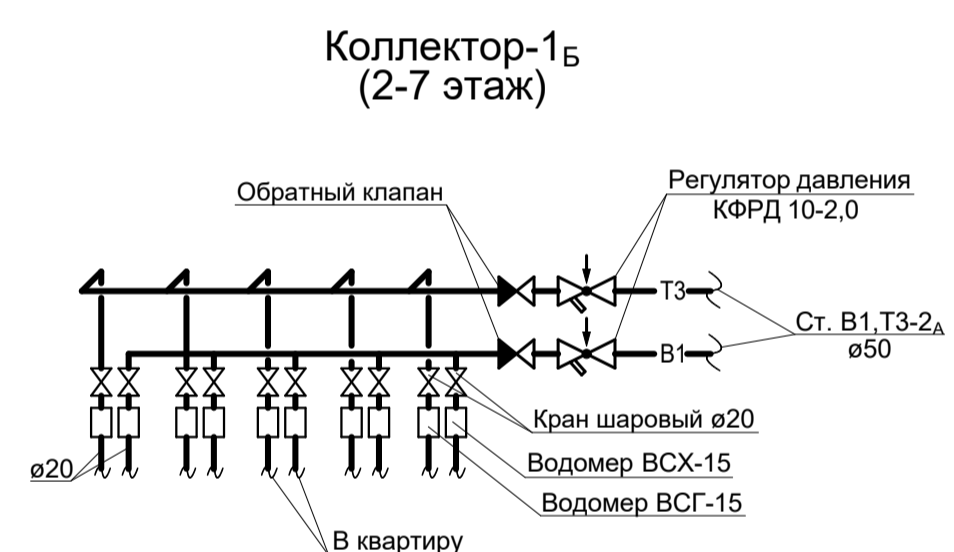 Коллектор-1Б
(2-7 этаж)
Обратный клапан
Регулятор давления
КФРД 10-2,0
Т3
Ст. В1,Т3-2А
ø50
В1
Кран шаровый ø20
ø20
Водомер ВСХ-15
Водомер ВСГ-15
В квартиру